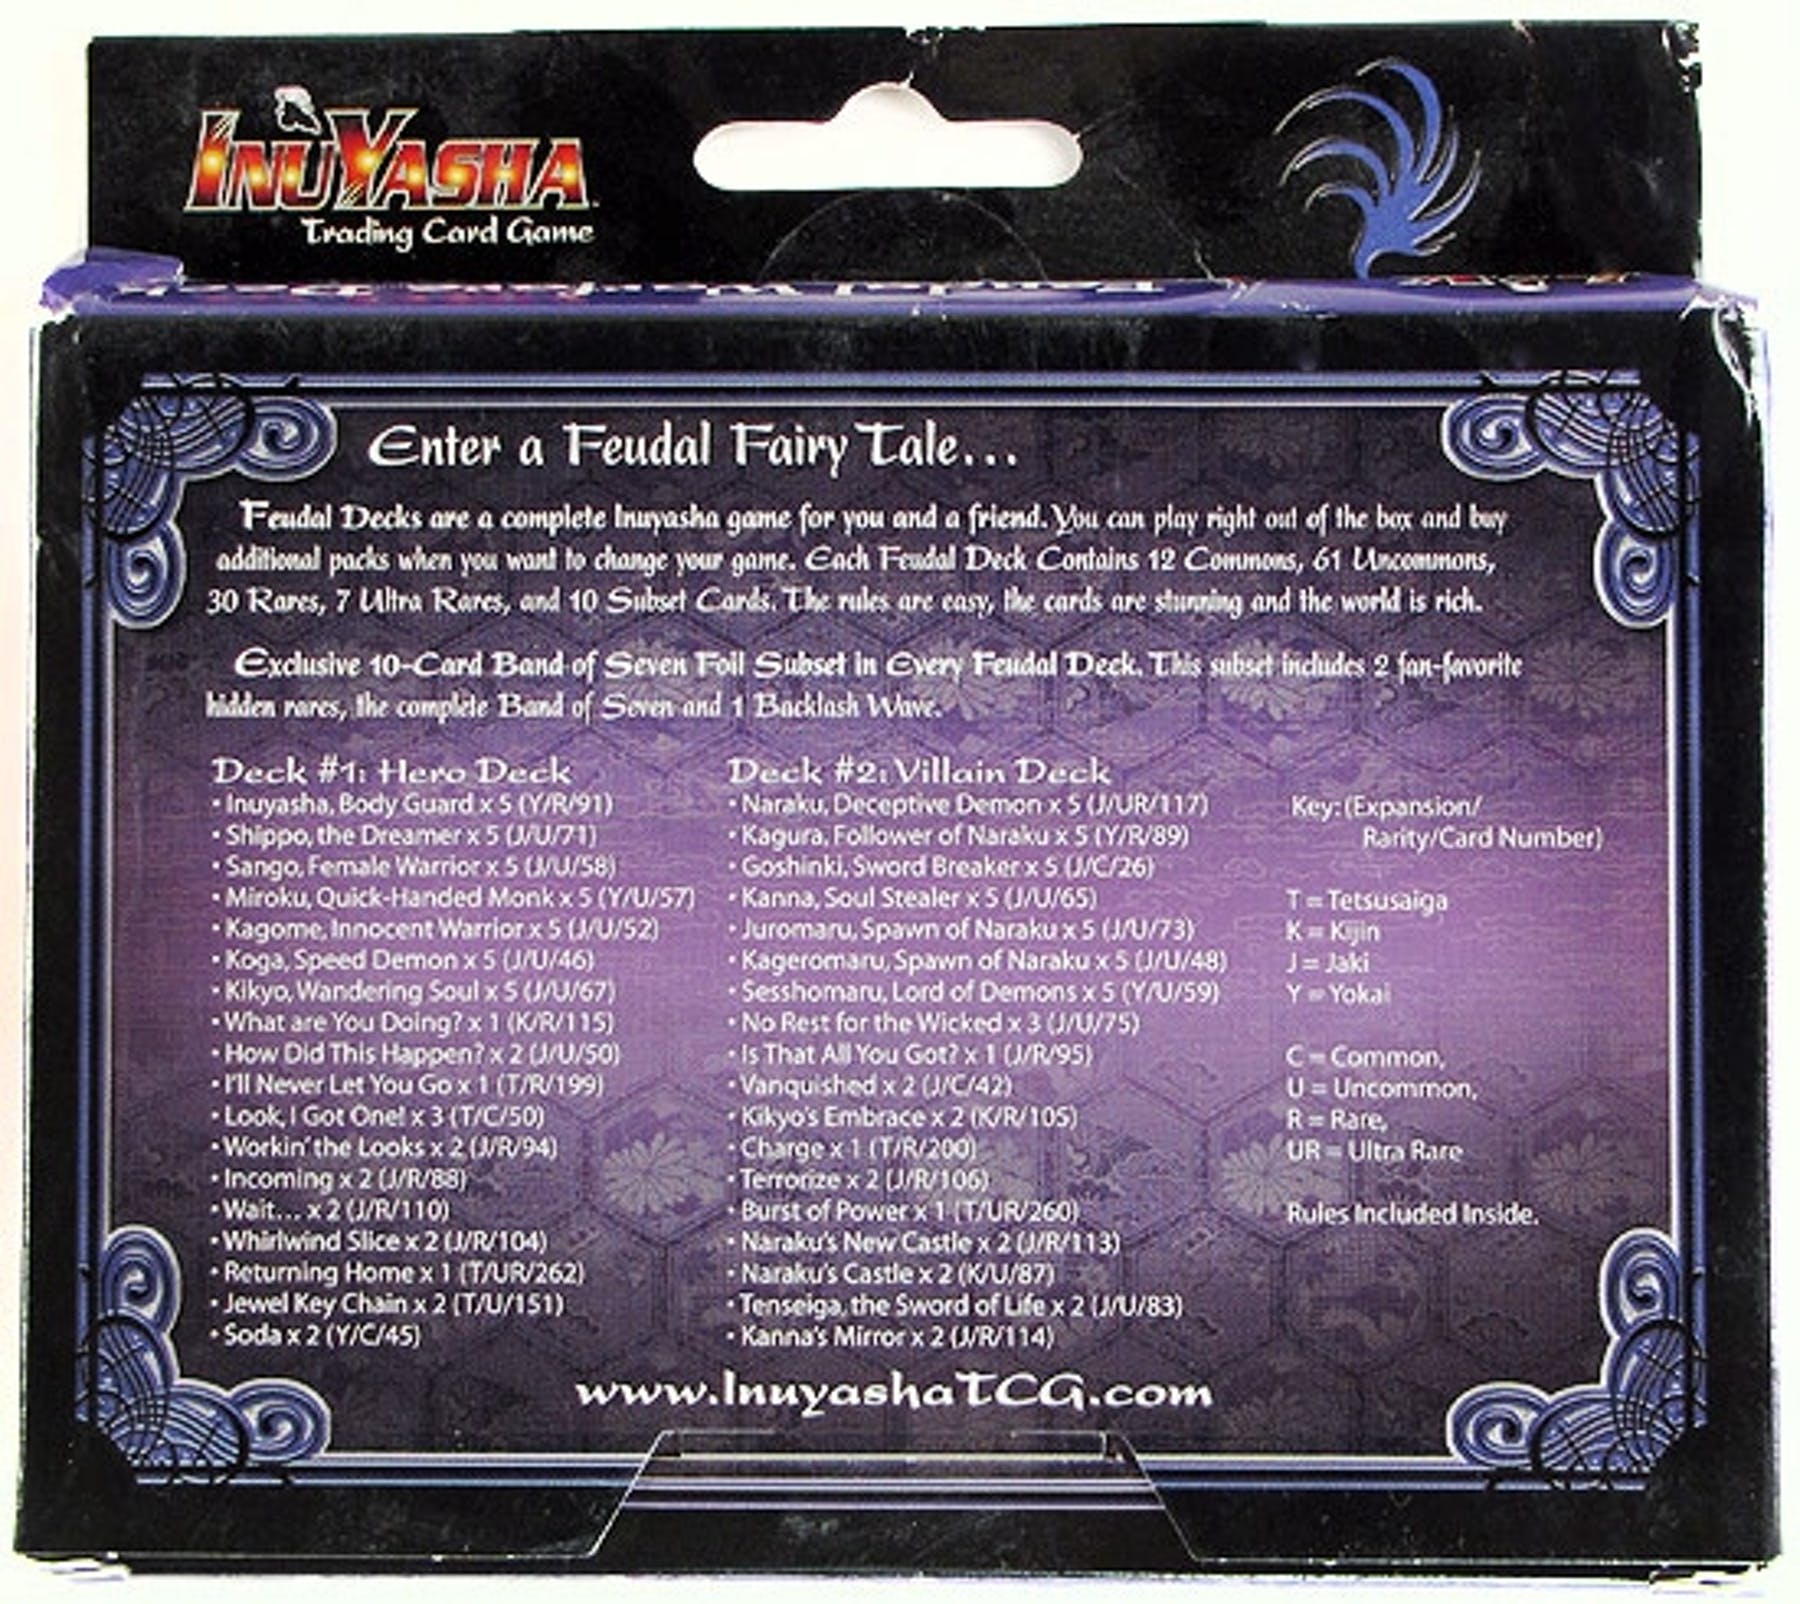 InuYasha
Trading Card Game
Enter a Feudal Fairy Tale...
Feudal Decks are a complete Inuyasha game for you and a friend. You can play right out of the box and buy
additional packs when you want to change your game. Each Feudal Deck Contains 12 Commons, 61 Uncommons,
30 Rares, 7 Ultra Rares, and 10 Subset Cards. The rules are easy, the cards are stunning and the world is rich.
Exclusive 10-Card Band of Seven Foil Subset in Every Feudal Deck. This subset includes 2 fan-favorite
hidden rares, the complete Band of Seven and 1 Backlash Wave.
Deck #1: Hero Deck
• Inuyasha, Body Guard x 5 (Y/R/91)
• Shippo, the Dreamer x 5 (J/U/71)
• Sango, Female Warrior x 5 (J/U/58)
• Miroku, Quick-Handed Monk x 5 (Y/U/57)
• Kagome, Innocent Warrior x 5 (J/U/52)
• Koga, Speed Demon x 5 (J/U/46)
• Kikyo, Wandering Soul x 5 (J/U/67)
• What are You Doing? x 1 (K/R/115)
• How Did This Happen? x 2 (J/U/50)
• I'll Never Let You Go x 1 (T/R/199)
• Look, I Got One! x 3 (T/C/50)
• Workin' the Looks x 2 (J/R/94)
• Incoming x 2 (J/R/88)
• Wait... x 2 (J/R/110)
• Whirlwind Slice x 2 (J/R/104)
• Returning Home x 1 (T/UR/262)
• Jewel Key Chain x 2 (T/U/151)
• Soda x 2 (Y/C/45)
Deck #2: Villain Deck
• Naraku, Deceptive Demon x 5 (J/UR/117)
• Kagura, Follower of Naraku x 5 (Y/R/89)
• Goshinki, Sword Breaker x 5 (J/C/26)
• Kanna, Soul Stealer x 5 (J/U/65)
• Juromaru, Spawn of Naraku x 5 (J/U/73)
• Kageromaru, Spawn of Naraku x 5 (J/U/48)
• Sesshomaru, Lord of Demons x 5 (Y/U/59)
• No Rest for the Wicked x 3 (J/U/75)
• Is That All You Got? x 1 (J/R/95)
• Vanquished x 2 (J/C/42)
• Kikyo's Embrace x 2 (K/R/105)
• Charge x 1 (T/R/200)
• Terrorize x 2 (J/R/106)
• Burst of Power x 1 (T/UR/260)
• Naraku's New Castle x 2 (J/R/113)
• Naraku's Castle x 2 (K/U/87)
• Tenseiga, the Sword of Life x 2 (J/U/83)
• Kanna's Mirror x 2 (J/R/114)
Key: (Expansion/
Rarity/Card Number)
T = Tetsusaiga
K = Kijin
J = Jaki
Y = Yokai
C = Common,
U = Uncommon,
R = Rare,
UR = Ultra Rare
Rules Included Inside.
www.InuyashaTCG.com